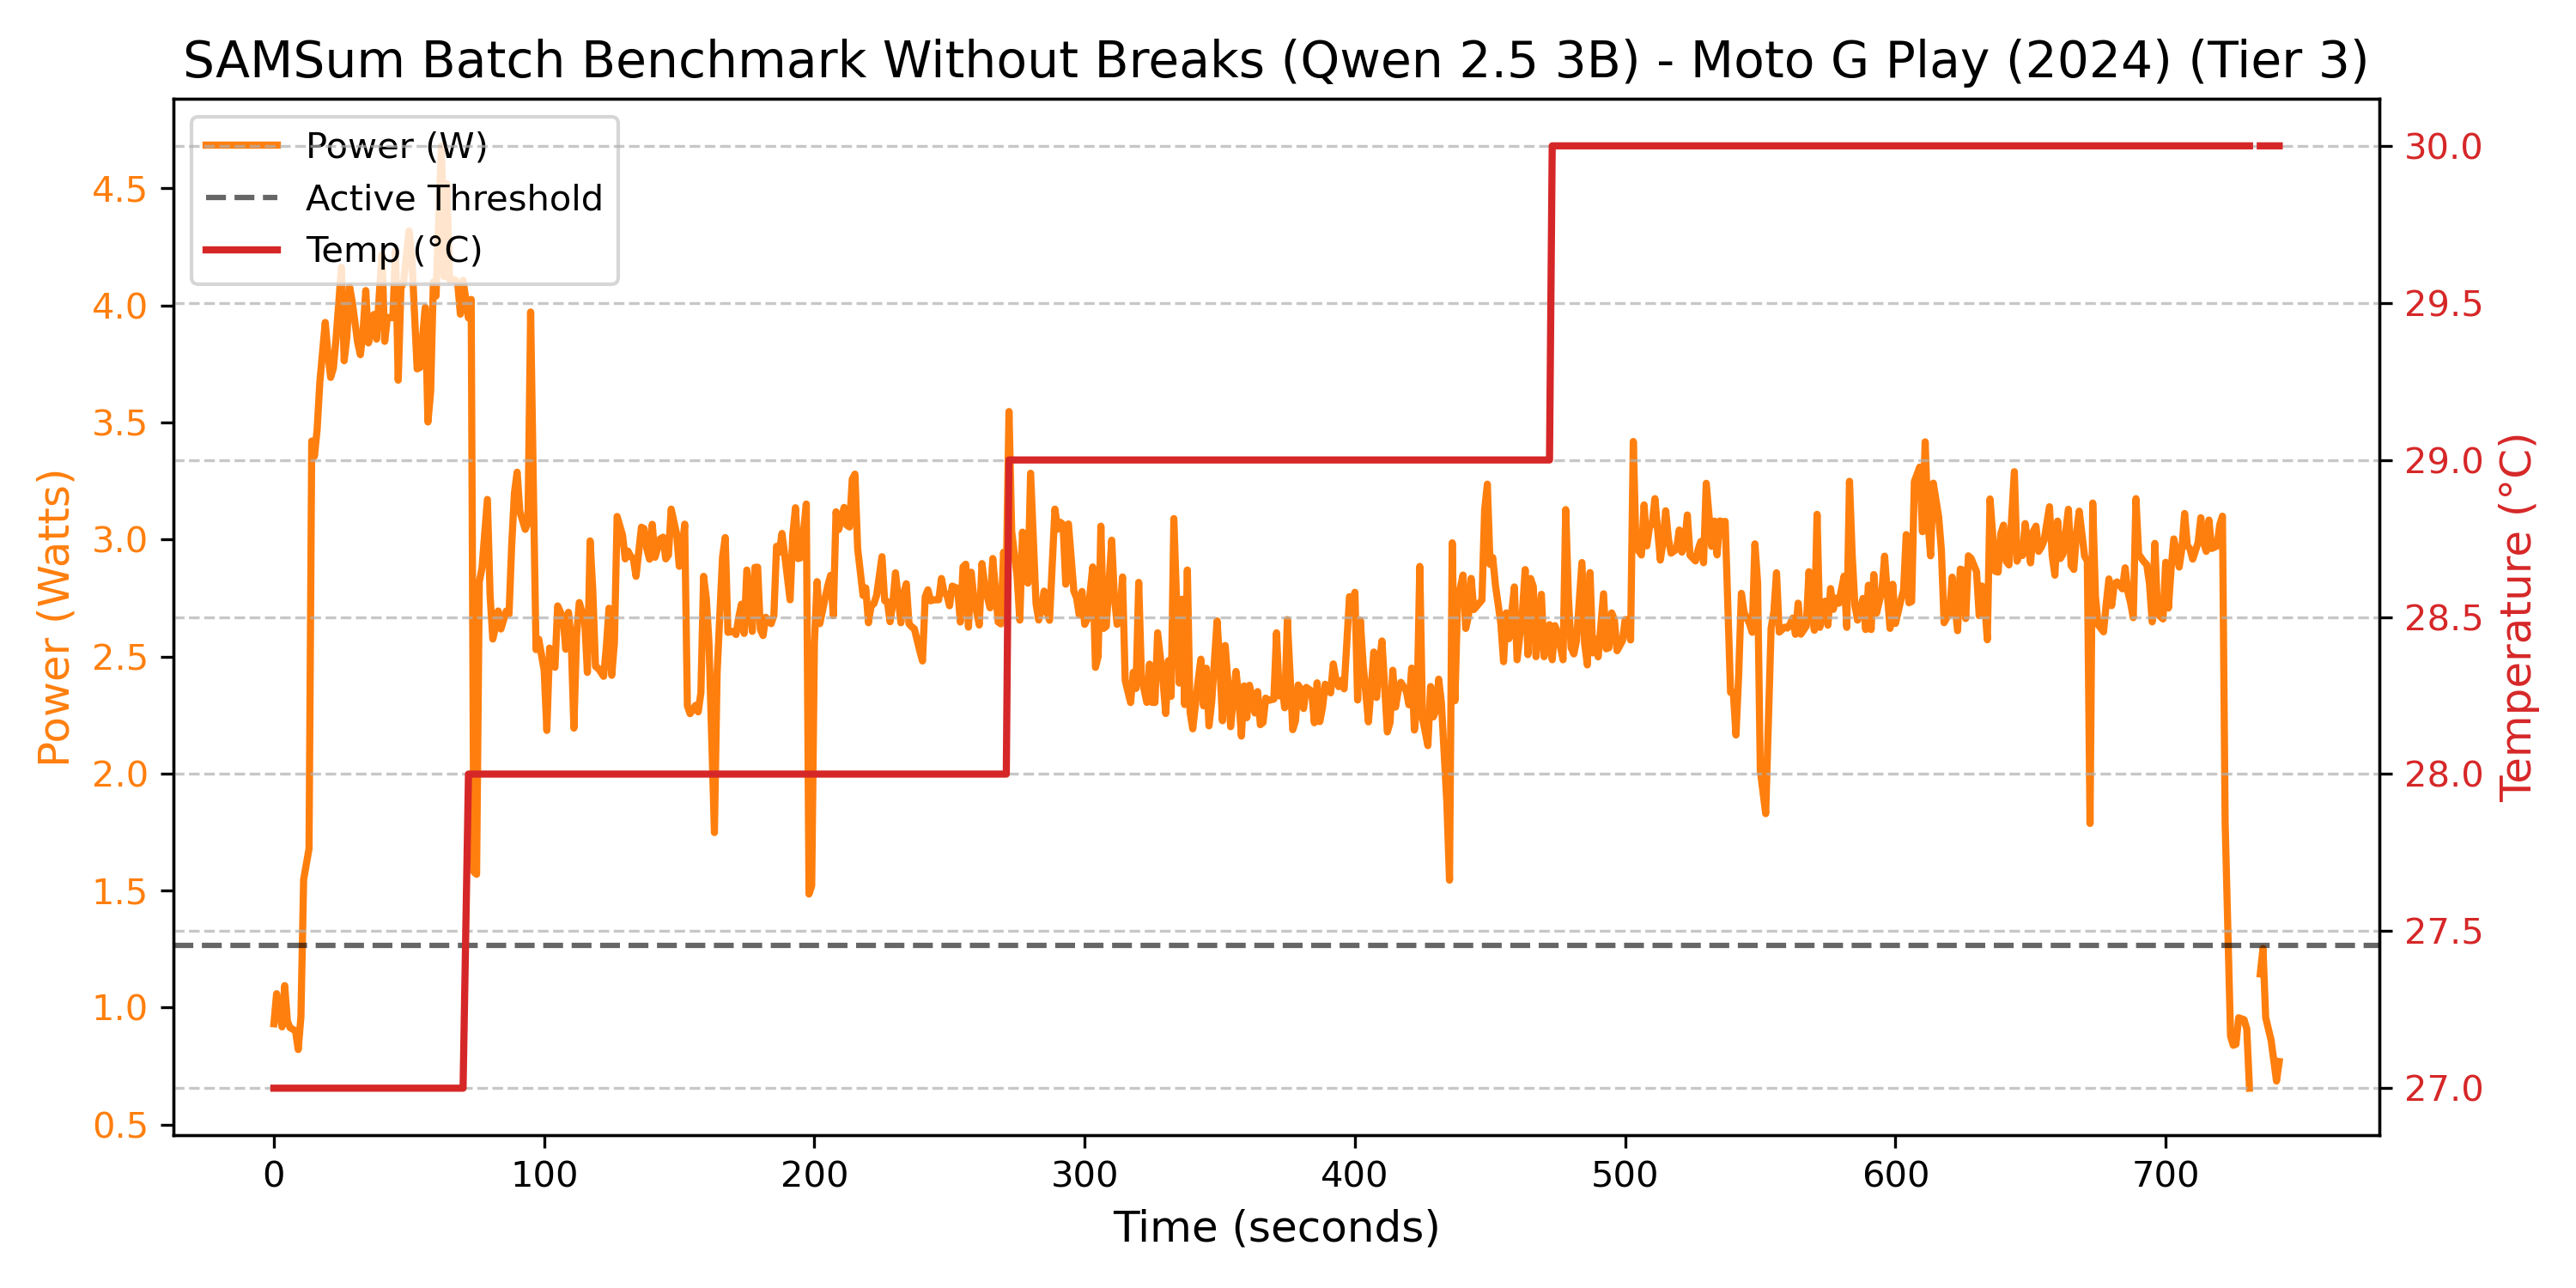 SAMSum Batch Benchmark Without Breaks (Qwen 2.5 3B) - Moto G Play (2024) (Tier 3)
Power (W)
Active Threshold
Temp (°C)
Power (Watts)
4.5
4.0
3.5
3.0
2.5
2.0
1.5
1.0
0.5
30.0
29.5
29.0
28.5
28.0
27.5
27.0
Temperature (°C)
0 100 200 300 400 500 600 700
Time (seconds)